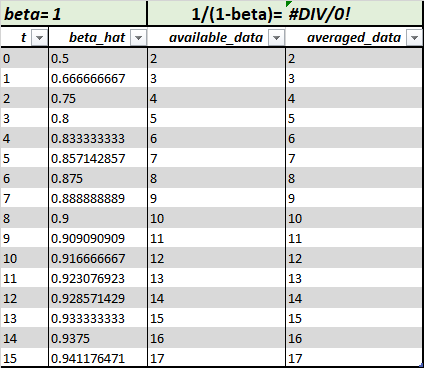 beta= 1 1/(1-beta)= #DIV/0!
t beta_hat available_data averaged_data
0 0.5 2 2
1 0.666666667 3 3
2 0.75 4 4
3 0.8 5 5
4 0.833333333 6 6
5 0.857142857 7 7
6 0.875 8 8
7 0.888888889 9 9
8 0.9 10 10
9 0.909090909 11 11
10 0.916666667 12 12
11 0.923076923 13 13
12 0.928571429 14 14
13 0.933333333 15 15
14 0.9375 16 16
15 0.941176471 17 17